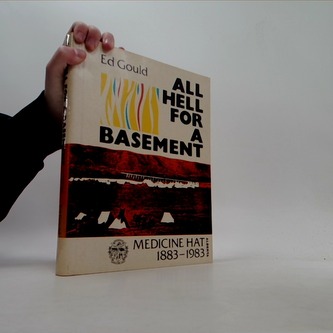 Ed Gould
ALL
HELL
FOR
A
BASEMENT
MEDICINE HAT
1883-1983